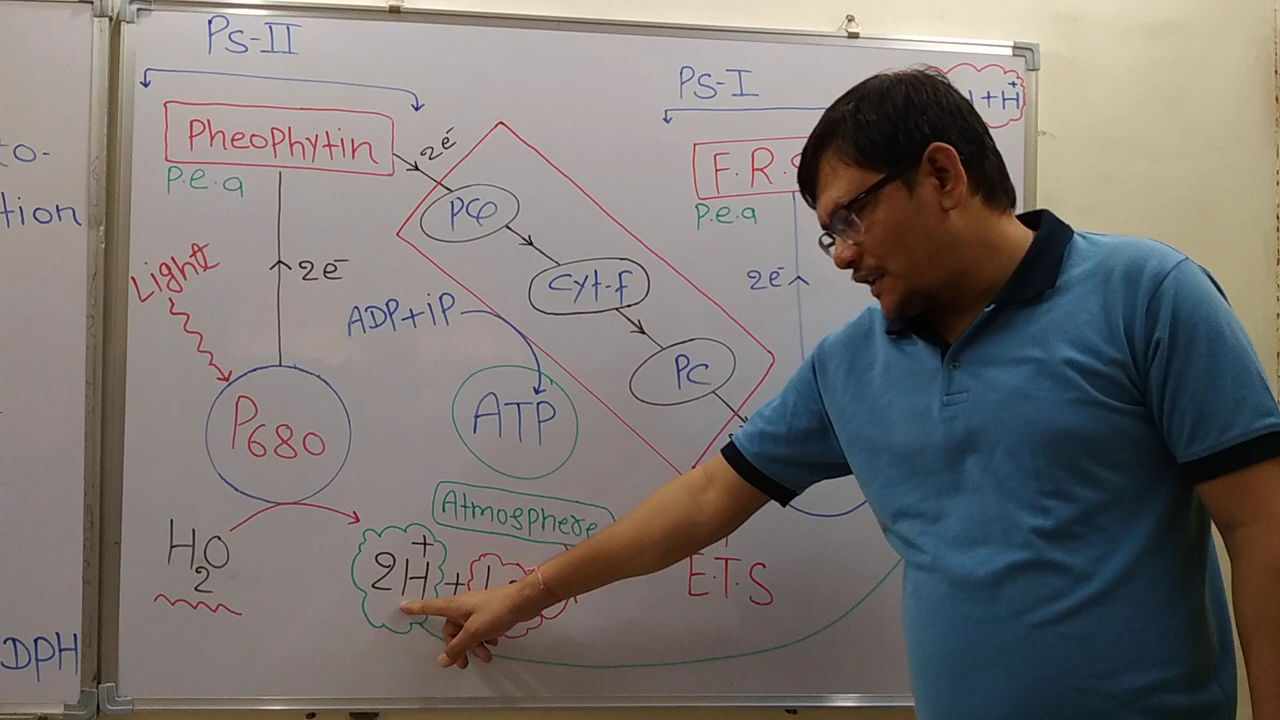 PS-II
PS-I
to-
tion
DPH
+H+
Pheophytin
p.e.a
2e-
F.R.
p.e.a
Light
2e-
PQ
Cyt-f
PC
2e-
ADP+iP
ATP
P680
Atmosphere
H2O
2H+ +
E.T.S